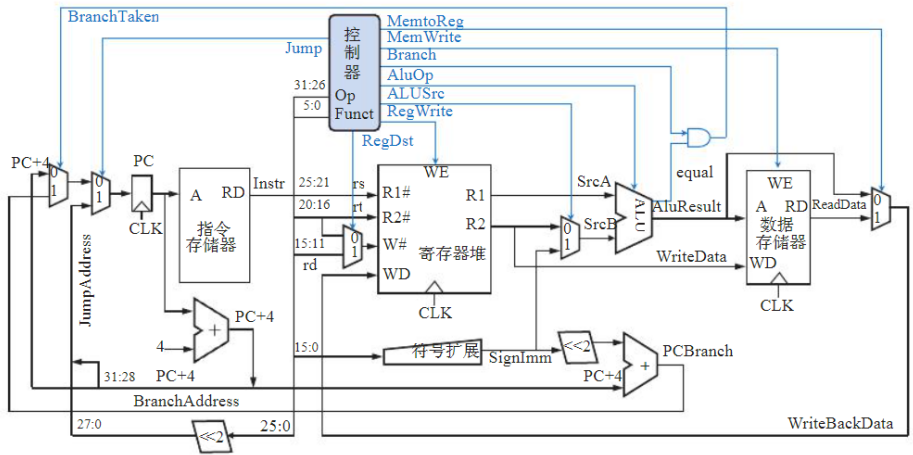 BranchTaken
MemtoReg
MemWrite
Branch
AluOp
ALUSrc
RegWrite
Jump
控制器
Op
Funct
31:26
5:0
RegDst
PC+4
0
1
0
1
PC
CLK
A
RD
指令
存储器
Instr
25:21
rs
20:16
rt
15:11
rd
0
1
WE
R1#
R2#
W#
WD
R1
R2
寄存器堆
CLK
SrcA
SrcB
0
1
ALU
equal
AluResult
WriteData
WE
A
RD
数据
存储器
WD
CLK
ReadData
0
1
JumpAddress
4
+
PC+4
PC+4
31:28
BranchAddress
27:0
<<2
25:0
15:0
符号扩展
SignImm
<<2
PC+4
+
PCBranch
WriteBackData